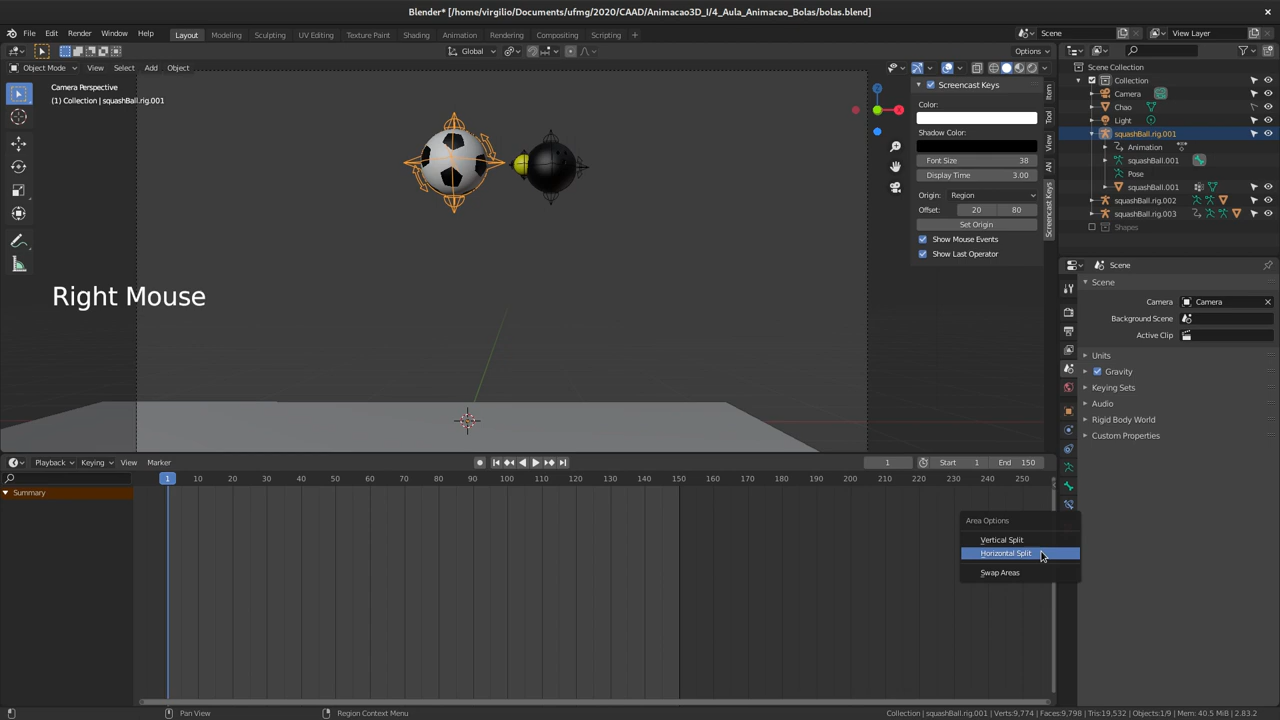 Blender* [/home/virgilio/Documents/ufmg/2020/CAAD/Animacao3D_I/4_Aula_Animacao_Bolas/bolas.blend]
File Edit Render Window Help Layout Modeling Sculpting UV Editing Texture Paint Shading Animation Rendering Compositing Scripting + Scene View Layer
Global Options
Object Mode View Select Add Object
Camera Perspective
(1) Collection | squashBall.rig.001
Z
X
Screencast Keys
Color:
Shadow Color:
Font Size 38
Display Time 3.00
Origin: Region
Offset: 20 80
Set Origin
Show Mouse Events
Show Last Operator
Item
Tool
View
AN
Screencast Keys
Scene Collection
Collection
Camera
Chao
Light
squashBall.rig.001
Animation
squashBall.001
Pose
squashBall.001
squashBall.rig.002
squashBall.rig.003
Shapes
Right Mouse
Scene
Scene
Camera Camera
Background Scene
Active Clip
Units
Gravity
Keying Sets
Audio
Rigid Body World
Custom Properties
Playback Keying View Marker 1 Start 1 End 150
1 10 20 30 40 50 60 70 80 90 100 110 120 130 140 150 160 170 180 190 200 210 220 230 240 250
Summary
Area Options
Vertical Split
Horizontal Split
Swap Areas
Pan View Region Context Menu Collection | squashBall.rig.001 | Verts:9,774 | Faces:9,798 | Tris:19,532 | Objects:1/9 | Mem: 40.5 MiB | 2.83.2